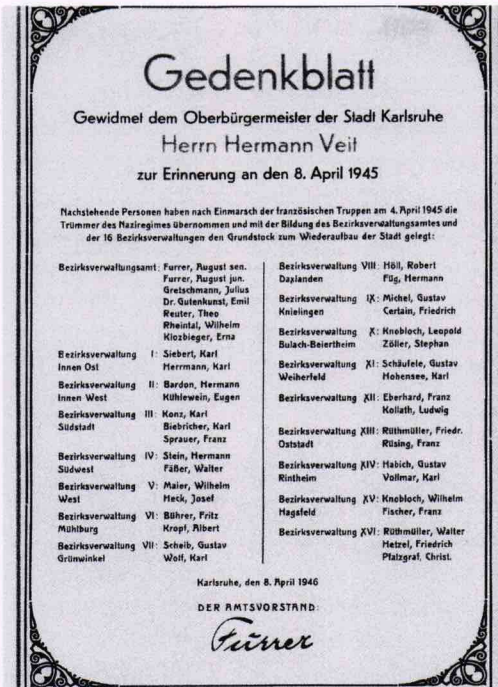 Gedenkblatt
Gewidmet dem Oberbürgermeister der Stadt Karlsruhe
Herrn Hermann Veit
zur Erinnerung an den 8. April 1945
Nachstehende Personen haben nach Einmarsch der französischen Truppen am 4. April 1945 die
Trümmer des Naziregimes übernommen und mit der Bildung des Bezirksverwaltungsamtes und
der 16 Bezirksverwaltungen den Grundstock zum Wiederaufbau der Stadt gelegt:
Bezirksverwaltungsamt: Furrer, August sen.
Furrer, August jun.
Gretschmann, Julius
Dr. Gutenkunst, Emil
Reuter, Theo
Rheintal, Wilhelm
Klozbieger, Erna
Bezirksverwaltung I: Siebert, Karl
Innen Ost Herrmann, Karl
Bezirksverwaltung II: Bardon, Hermann
Innen West Kühlewein, Eugen
Bezirksverwaltung III: Konz, Karl
Südstadt Biebricher, Karl
Sprauer, Franz
Bezirksverwaltung IV: Stein, Hermann
Südwest Fäßer, Walter
Bezirksverwaltung V: Maier, Wilhelm
West Heck, Josef
Bezirksverwaltung VI: Bührer, Fritz
Mühlburg Kropf, Albert
Bezirksverwaltung VII: Scheib, Gustav
Grünwinkel Wolf, Karl
Bezirksverwaltung VIII: Höll, Robert
Daxlanden Füg, Hermann
Bezirksverwaltung IX: Michel, Gustav
Knielingen Certain, Friedrich
Bezirksverwaltung X: Knobloch, Leopold
Bulach-Beiertheim Zöller, Stephan
Bezirksverwaltung XI: Schäufele, Gustav
Weiherfeld Hohensee, Karl
Bezirksverwaltung XII: Eberhard, Franz
Kollath, Ludwig
Bezirksverwaltung XIII: Rüthmüller, Friedr.
Oststadt Rüsing, Franz
Bezirksverwaltung XIV: Habich, Gustav
Rintheim Vollmar, Karl
Bezirksverwaltung XV: Knobloch, Wilhelm
Hagsfeld Fischer, Franz
Bezirksverwaltung XVI: Rüthmüller, Walter
Hetzel, Friedrich
Pfalzgraf, Christ.
Karlsruhe, den 8. April 1946
DER AMTSVORSTAND:
Furrer